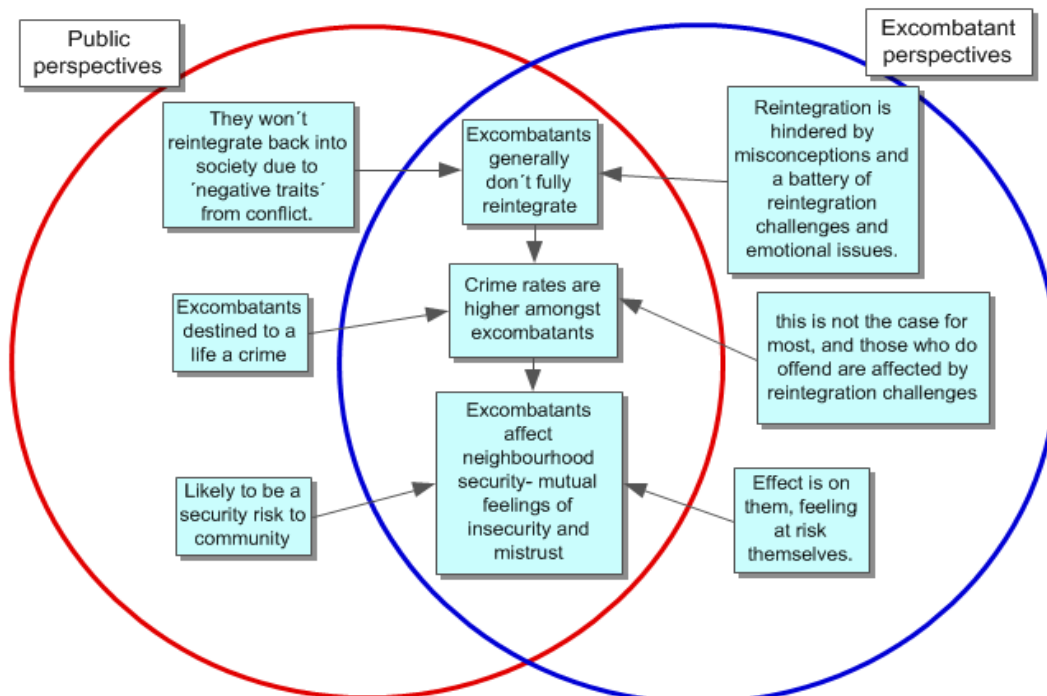 Public
perspectives
Excombatant
perspectives
They won´t
reintegrate back into
society due to
´negative traits´
from conflict.
Excombatants
generally
don´t fully
reintegrate
Reintegration is
hindered by
misconceptions and
a battery of
reintegration
challenges and
emotional issues.
Excombatants
destined to a
life a crime
Crime rates are
higher amongst
excombatants
this is not the case for
most, and those who do
offend are affected by
reintegration challenges
Likely to be a
security risk to
community
Excombatants
affect
neighbourhood
security- mutual
feelings of
insecurity and
mistrust
Effect is on
them, feeling
at risk
themselves.